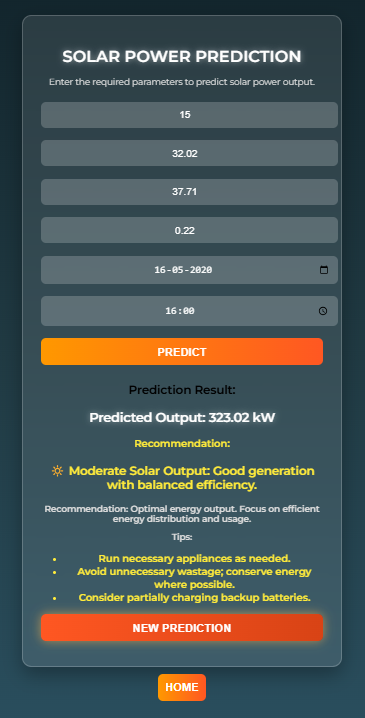 SOLAR POWER PREDICTION
Enter the required parameters to predict solar power output.
15
32.02
37.71
0.22
16-05-2020
16:00
PREDICT
Prediction Result:
Predicted Output: 323.02 kW
Recommendation:
Moderate Solar Output: Good generation
with balanced efficiency.
Recommendation: Optimal energy output. Focus on efficient
energy distribution and usage.
Tips:
• Run necessary appliances as needed.
• Avoid unnecessary wastage; conserve energy
where possible.
• Consider partially charging backup batteries.
NEW PREDICTION
HOME